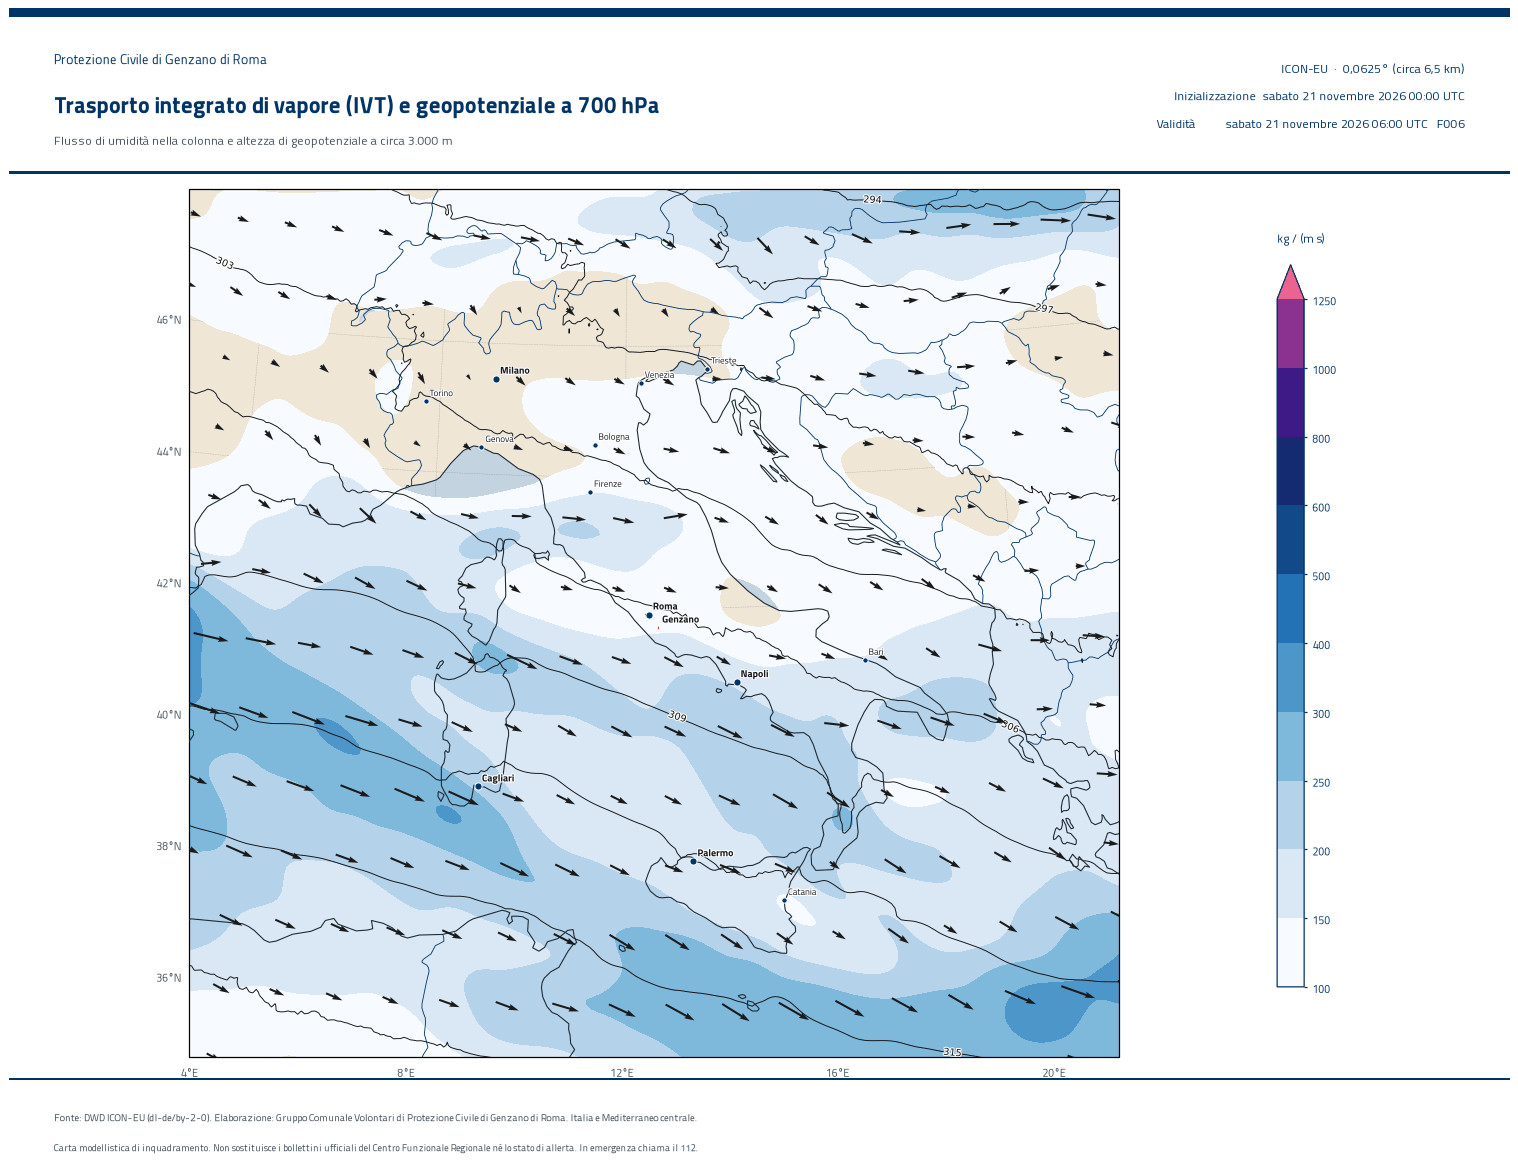 Protezione Civile di Genzano di Roma
Trasporto integrato di vapore (IVT) e geopotenziale a 700 hPa
Flusso di umidità nella colonna e altezza di geopotenziale a circa 3.000 m
ICON-EU · 0,0625° (circa 6,5 km)
Inizializzazione sabato 21 novembre 2026 00:00 UTC
Validità sabato 21 novembre 2026 06:00 UTC F006
294
303
297
46°N
Trieste
Milano
Venezia
Torino
Bologna
Genova
44°N
Firenze
42°N
Roma
Genzano
Bari
Napoli
40°N
309
306
Cagliari
38°N
Palermo
Catania
36°N
315
4°E
8°E
12°E
16°E
20°E
kg / (m s)
1250
1000
800
600
500
400
300
250
200
150
100
Fonte: DWD ICON-EU (dl-de/by-2-0). Elaborazione: Gruppo Comunale Volontari di Protezione Civile di Genzano di Roma. Italia e Mediterraneo centrale.
Carta modellistica di inquadramento. Non sostituisce i bollettini ufficiali del Centro Funzionale Regionale né lo stato di allerta. In emergenza chiama il 112.